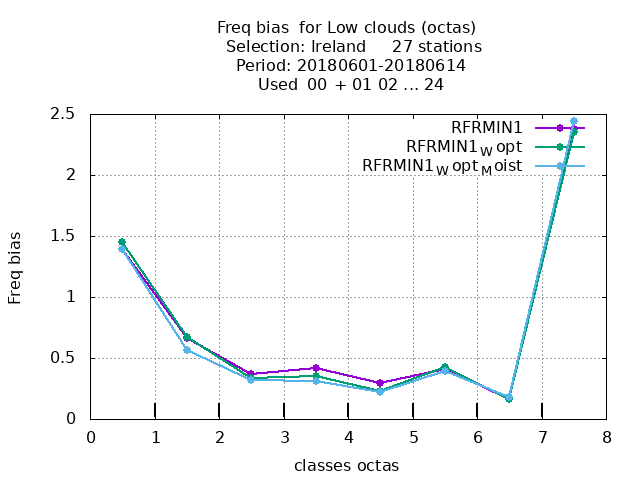 Freq bias  for Low clouds (octas)
Selection: Ireland     27 stations
Period: 20180601-20180614
Used  00  + 01 02 ... 24
RFRMIN1
RFRMIN1Wopt
RFRMIN1WoptMoist
2.5
2
1.5
1
0.5
0
Freq bias
0 1 2 3 4 5 6 7 8
classes octas